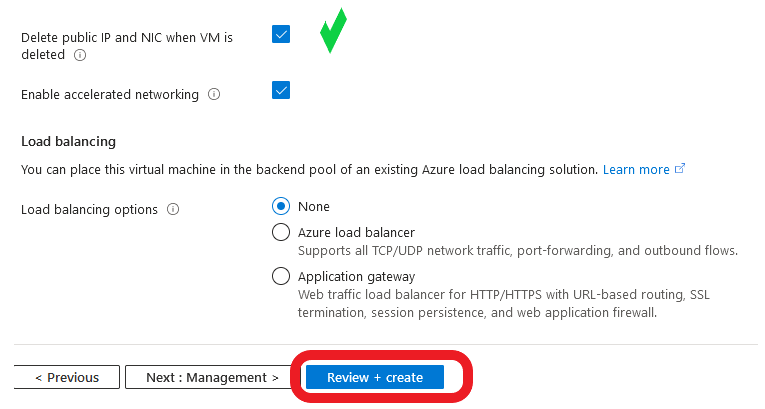 Delete public IP and NIC when VM is
deleted
Enable accelerated networking
Load balancing
You can place this virtual machine in the backend pool of an existing Azure load balancing solution. Learn more
Load balancing options
None
Azure load balancer
Supports all TCP/UDP network traffic, port-forwarding, and outbound flows.
Application gateway
Web traffic load balancer for HTTP/HTTPS with URL-based routing, SSL
termination, session persistence, and web application firewall.
< Previous
Next : Management >
Review + create